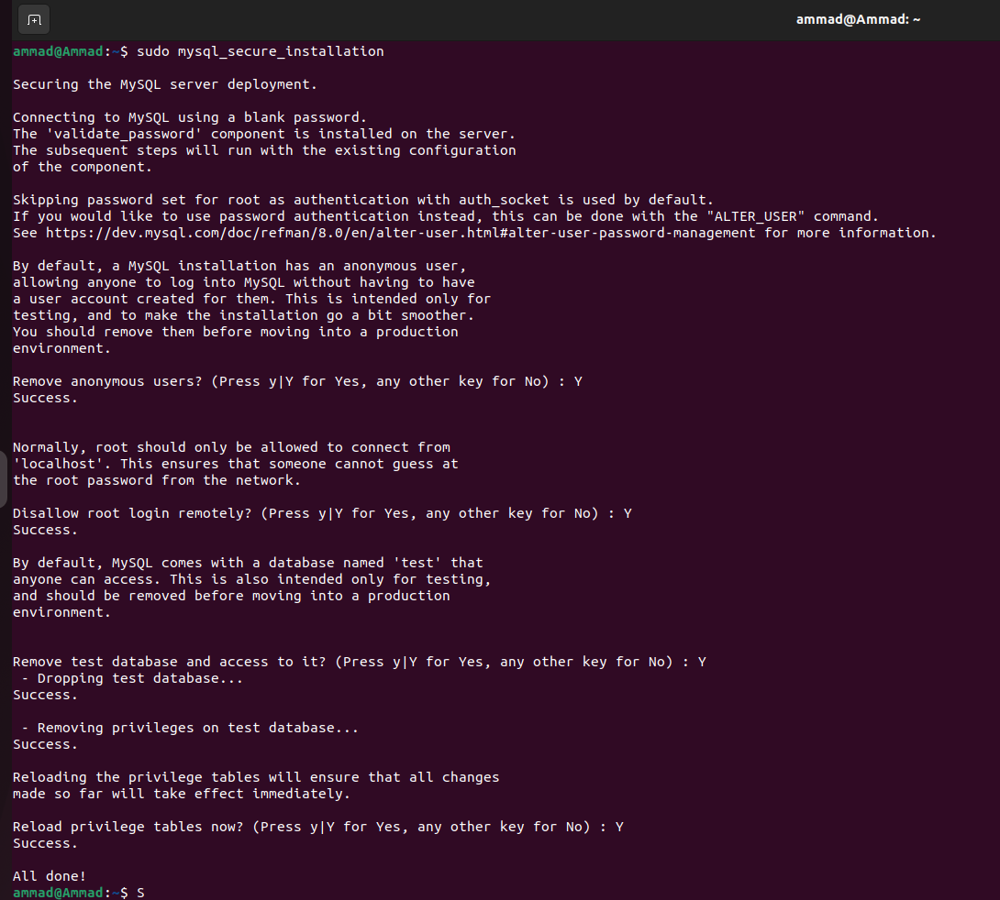 ammad@Ammad: ~
ammad@Ammad:~$ sudo mysql_secure_installation
Securing the MySQL server deployment.
Connecting to MySQL using a blank password.
The 'validate_password' component is installed on the server.
The subsequent steps will run with the existing configuration
of the component.
Skipping password set for root as authentication with auth_socket is used by default.
If you would like to use password authentication instead, this can be done with the "ALTER_USER" command.
See https://dev.mysql.com/doc/refman/8.0/en/alter-user.html#alter-user-password-management for more information.
By default, a MySQL installation has an anonymous user,
allowing anyone to log into MySQL without having to have
a user account created for them. This is intended only for
testing, and to make the installation go a bit smoother.
You should remove them before moving into a production
environment.
Remove anonymous users? (Press y|Y for Yes, any other key for No) : Y
Success.
Normally, root should only be allowed to connect from
'localhost'. This ensures that someone cannot guess at
the root password from the network.
Disallow root login remotely? (Press y|Y for Yes, any other key for No) : Y
Success.
By default, MySQL comes with a database named 'test' that
anyone can access. This is also intended only for testing,
and should be removed before moving into a production
environment.
Remove test database and access to it? (Press y|Y for Yes, any other key for No) : Y
 - Dropping test database...
Success.
 - Removing privileges on test database...
Success.
Reloading the privilege tables will ensure that all changes
made so far will take effect immediately.
Reload privilege tables now? (Press y|Y for Yes, any other key for No) : Y
Success.
All done!
ammad@Ammad:~$ S